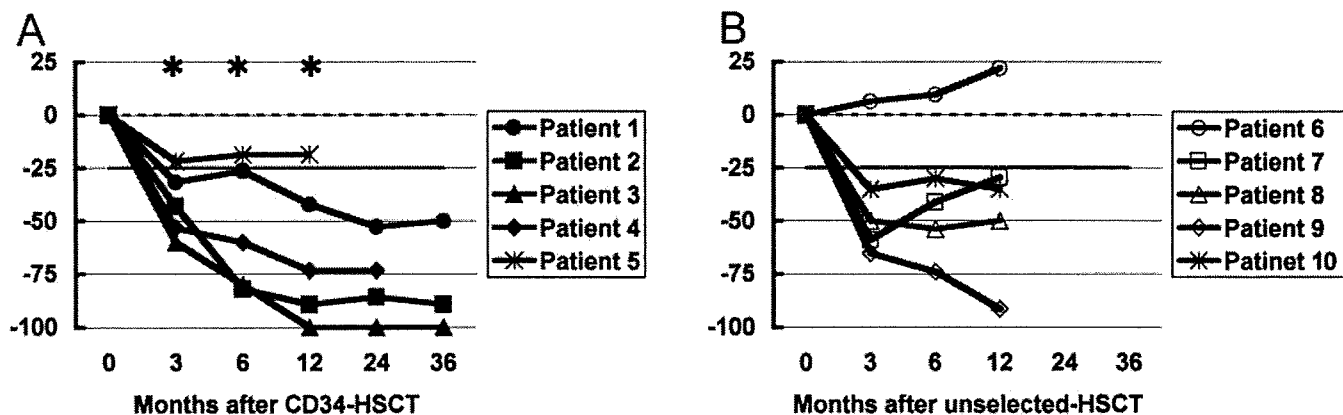 A
25
0
-25
-50
-75
-100
* * *
0 3 6 12 24 36
Months after CD34-HSCT
Patient 1
Patient 2
Patient 3
Patient 4
Patient 5
B
25
0
-25
-50
-75
-100
0 3 6 12 24 36
Months after unselected-HSCT
Patient 6
Patient 7
Patient 8
Patient 9
Patinet 10